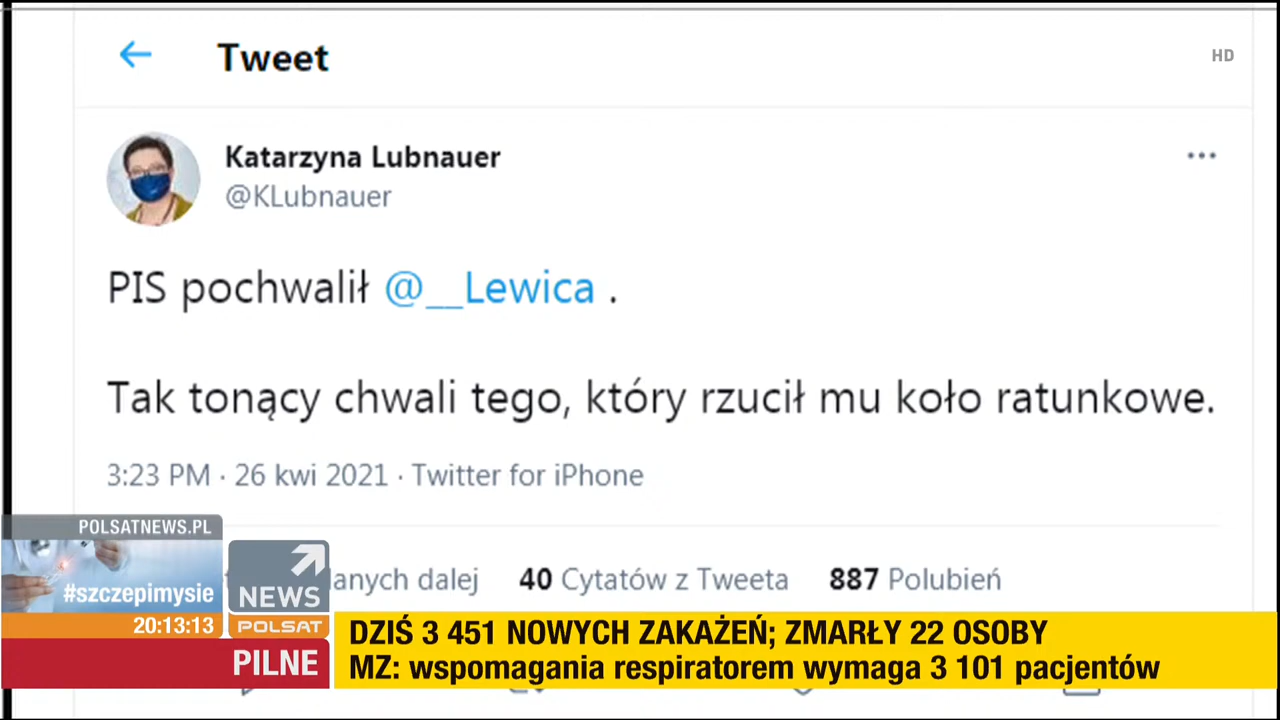 Tweet
HD
Katarzyna Lubnauer
@KLubnauer
PIS pochwalił @__Lewica .
Tak tonący chwali tego, który rzucił mu koło ratunkowe.
3:23 PM · 26 kwi 2021 · Twitter for iPhone
dalej 40 Cytatów z Tweeta 887 Polubień
POLSATNEWS.PL
#szczepimysie
20:13:13
NEWS
POLSAT
PILNE
DZIŚ 3 451 NOWYCH ZAKAŻEŃ; ZMARŁY 22 OSOBY
MZ: wspomagania respiratorem wymaga 3 101 pacjentów